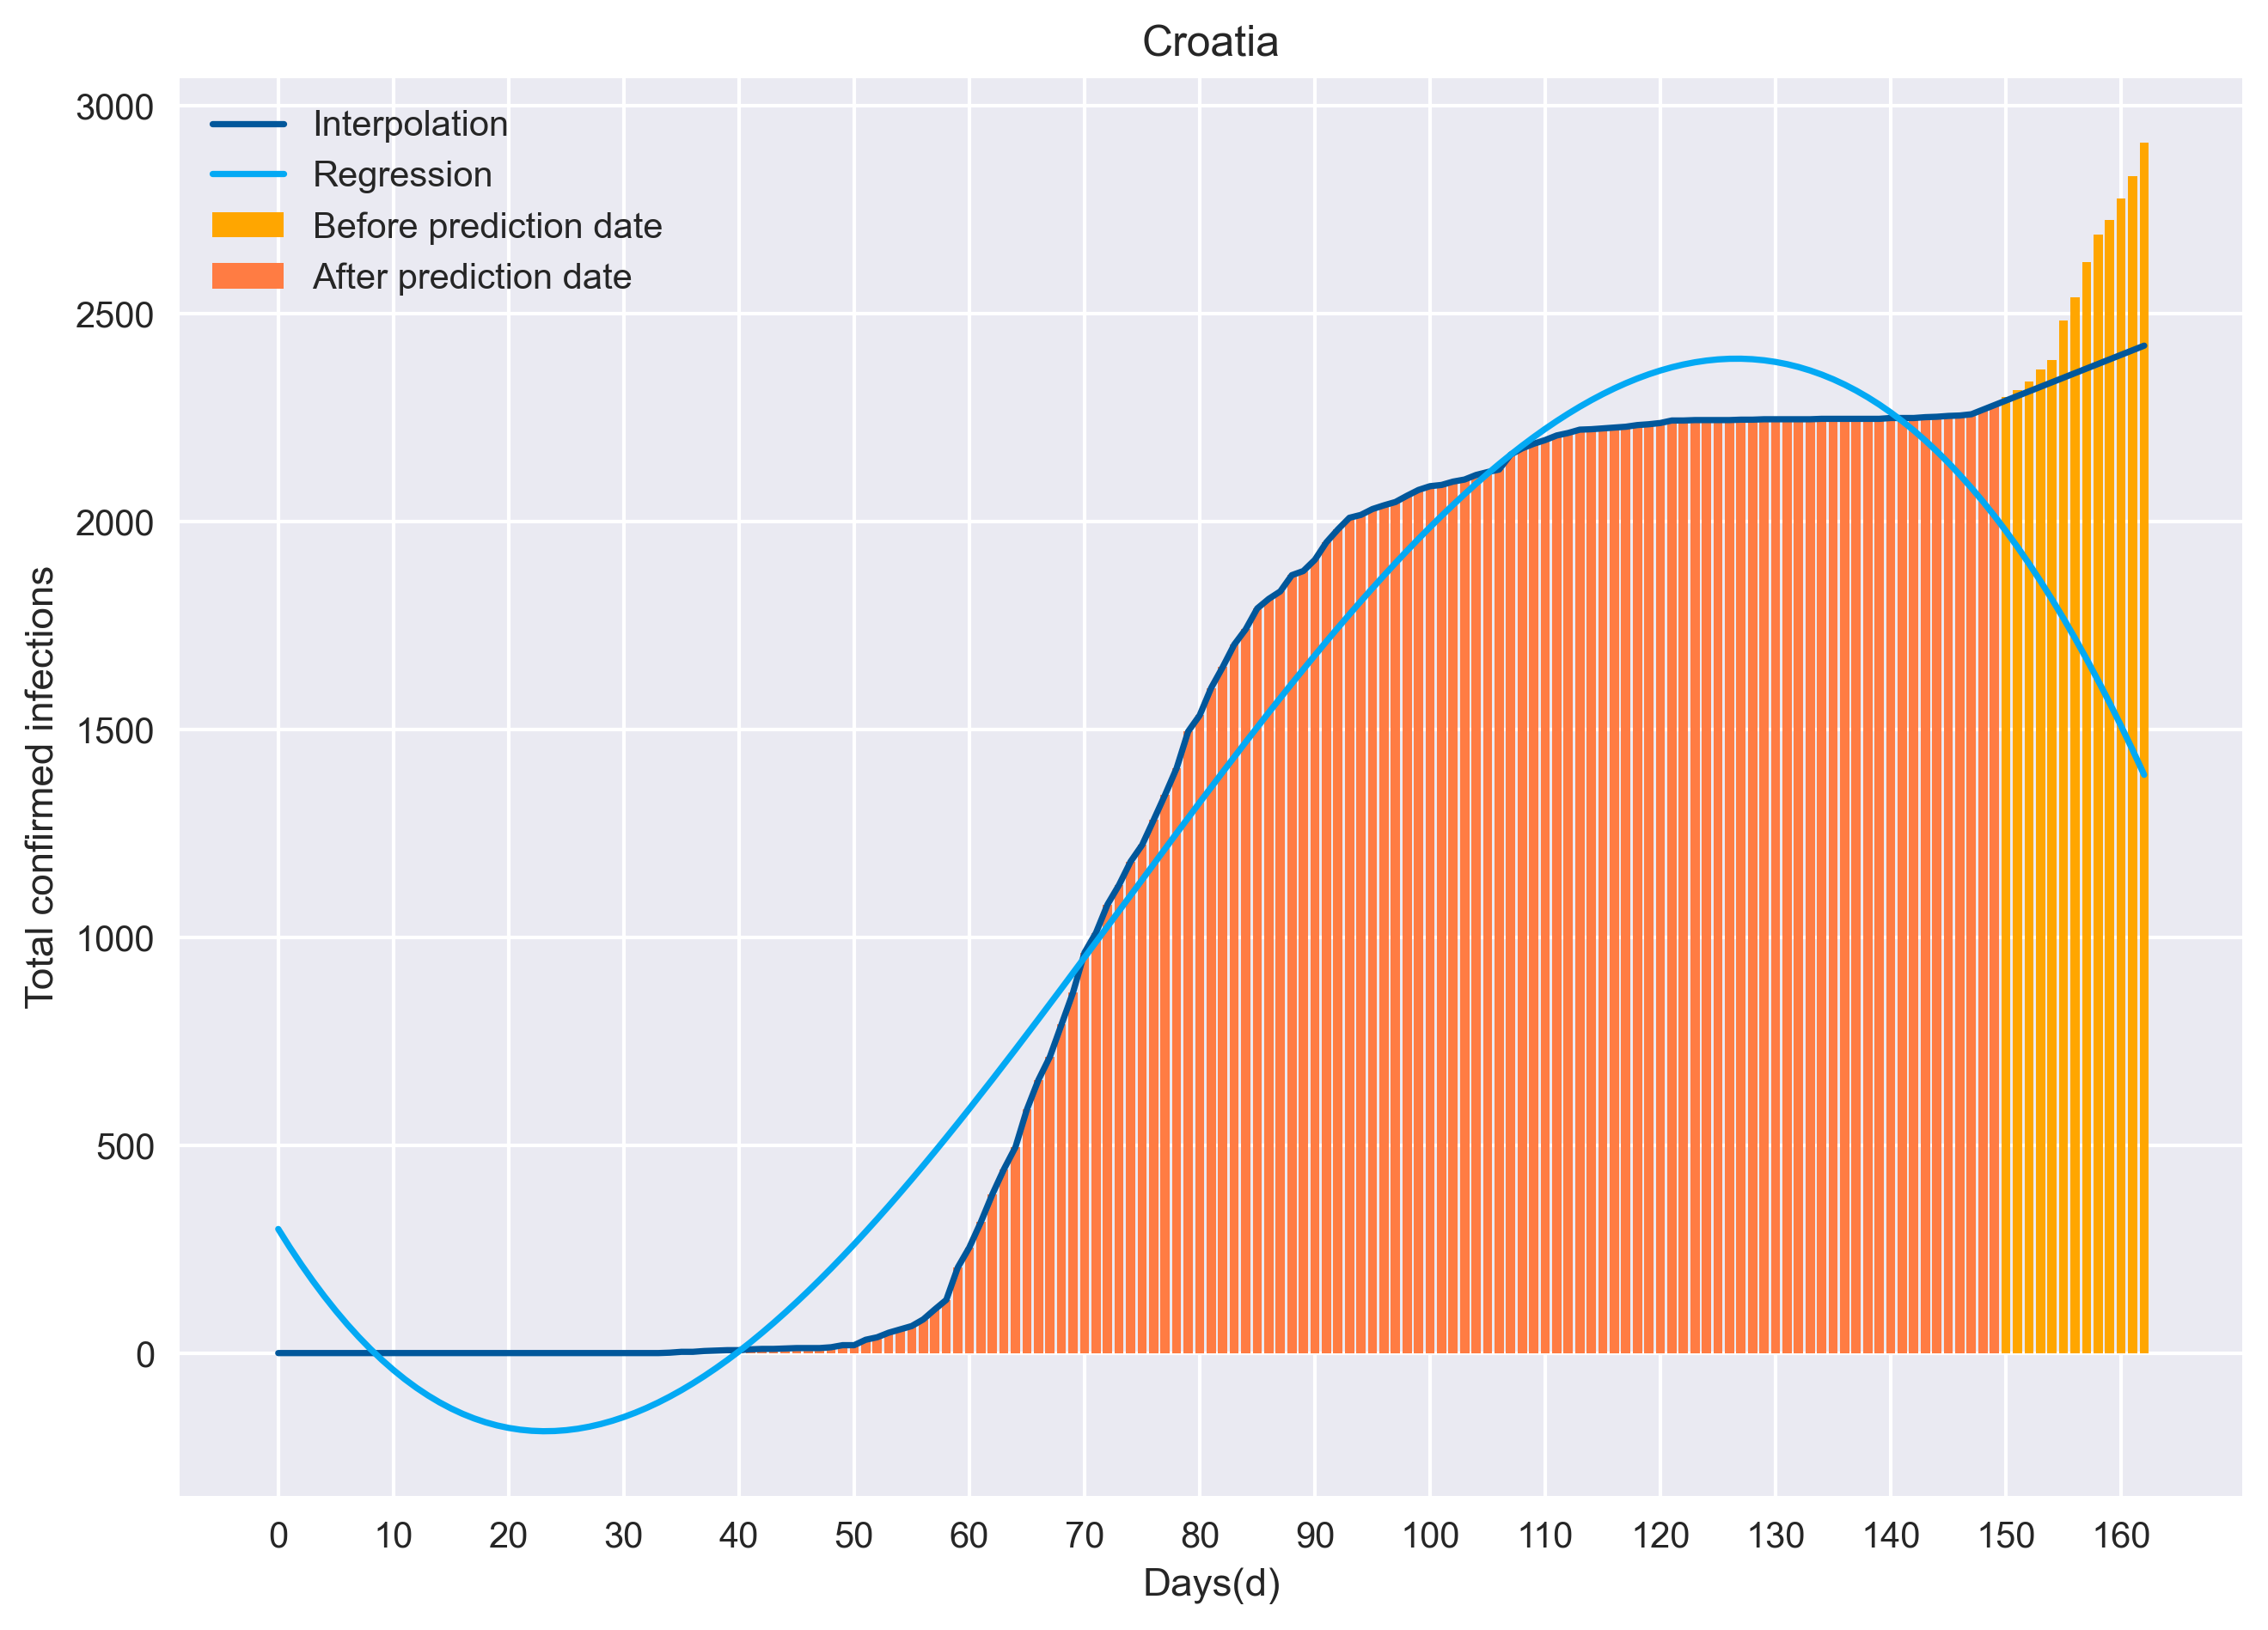 Croatia
Interpolation
Regression
Before prediction date
After prediction date
3000
2500
2000
1500
1000
500
0
Total confirmed infections
0 10 20 30 40 50 60 70 80 90 100 110 120 130 140 150 160
Days(d)